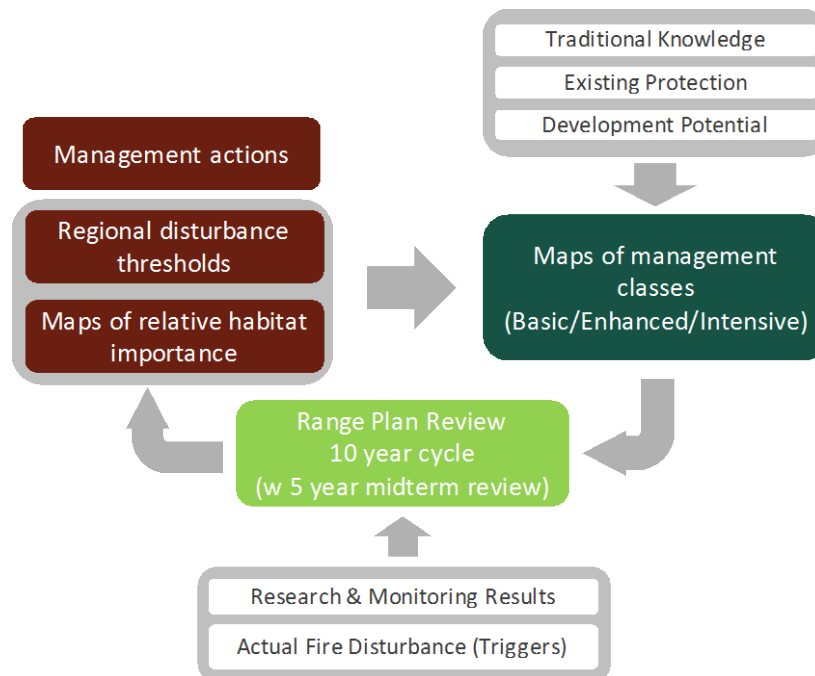 Traditional Knowledge
Existing Protection
Development Potential
Management actions
Regional disturbance
thresholds
Maps of relative habitat
importance
Maps of management
classes
(Basic/Enhanced/Intensive)
Range Plan Review
10 year cycle
(w 5 year midterm review)
Research & Monitoring Results
Actual Fire Disturbance (Triggers)